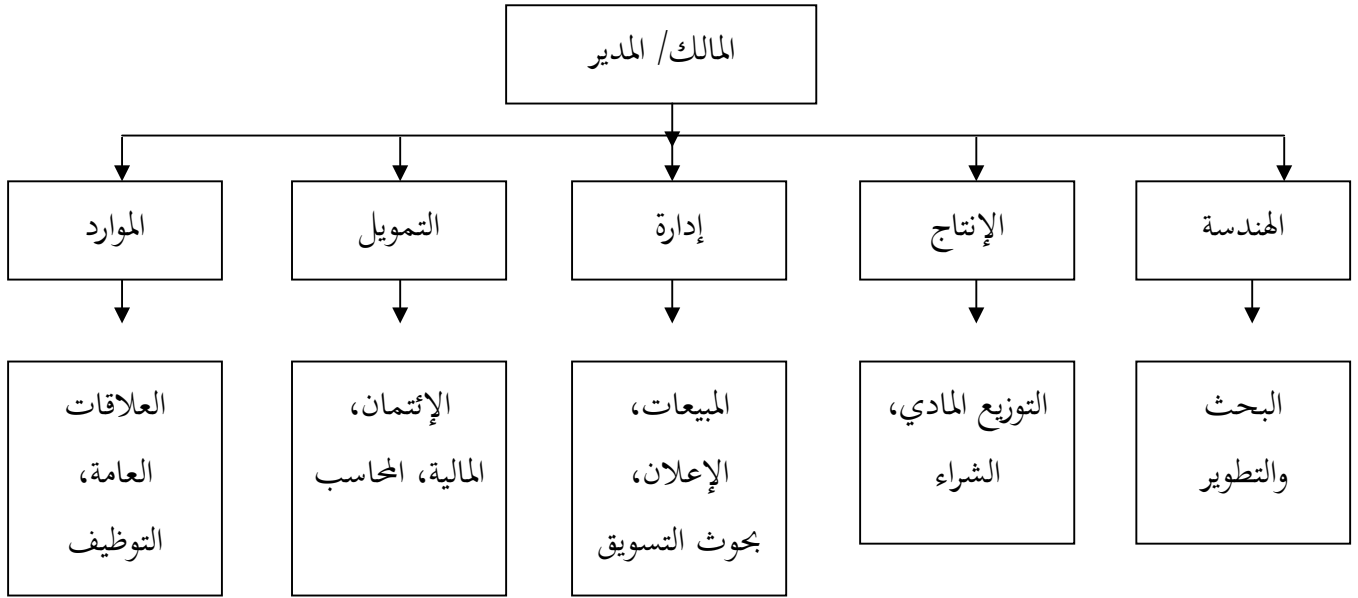 المالك/ المدير
الهندسة
الإنتاج
إدارة
التمويل
الموارد
البحث
والتطوير
التوزيع المادي،
الشراء
المبيعات،
الإعلان،
بحوث التسويق
الإئتمان،
المالية، المحاسب
العلاقات
العامة،
التوظيف